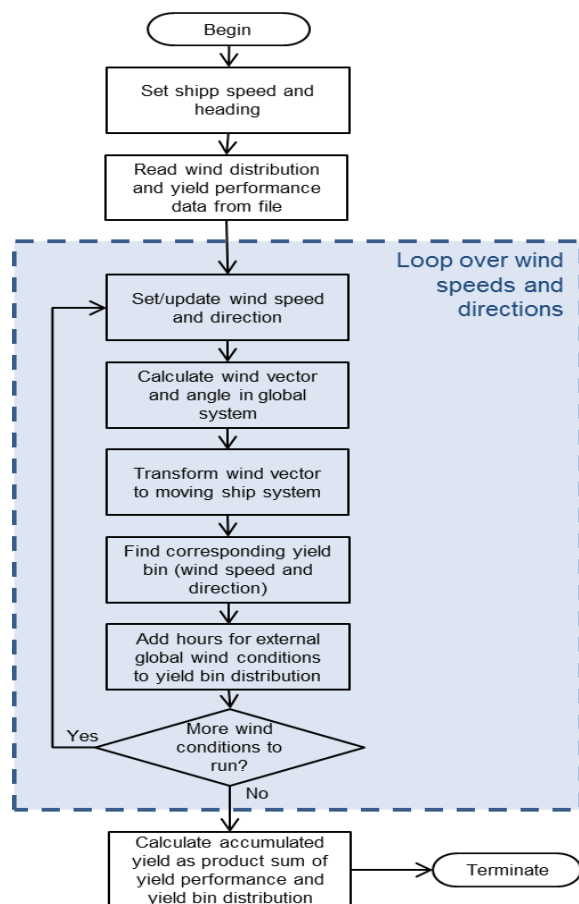 Begin
Set shipp speed and
heading
Read wind distribution
and yield performance
data from file
Loop over wind
speeds and
directions
Set/update wind speed
and direction
Calculate wind vector
and angle in global
system
Transform wind vector
to moving ship system
Find corresponding yield
bin (wind speed and
direction)
Add hours for external
global wind conditions
to yield bin distribution
More wind
conditions to
run?
Yes
No
Calculate accumulated
yield as product sum of
yield performance and
yield bin distribution
Terminate